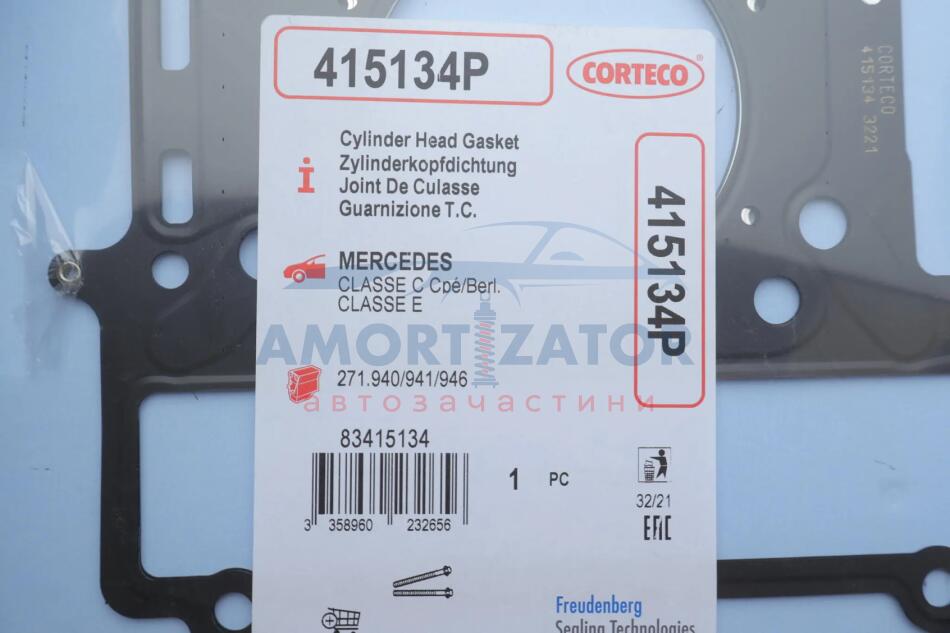 415134P
CORTECO
Cylinder Head Gasket
Zylinderkopfdichtung
Joint De Culasse
Guarnizione T.C.
415134P
CORTECO
415134 3221
MERCEDES
CLASSE C Cpé/Berl.
CLASSE E
AMORTIZATOR
271.940/941/946
автозачастини
83415134
3 358960 232656
1 PC
32/21
EAC
Freudenberg
Sealing Technologies